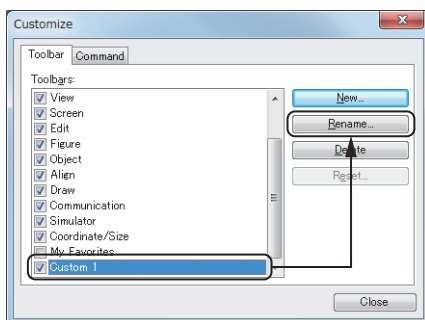 Customize
Toolbar Command
Toolbars:
View
Screen
Edit
Figure
Object
Align
Draw
Communication
Simulator
Coordinate/Size
My Favorites
Custom 1
New...
Rename...
Delete
Reset...
Close